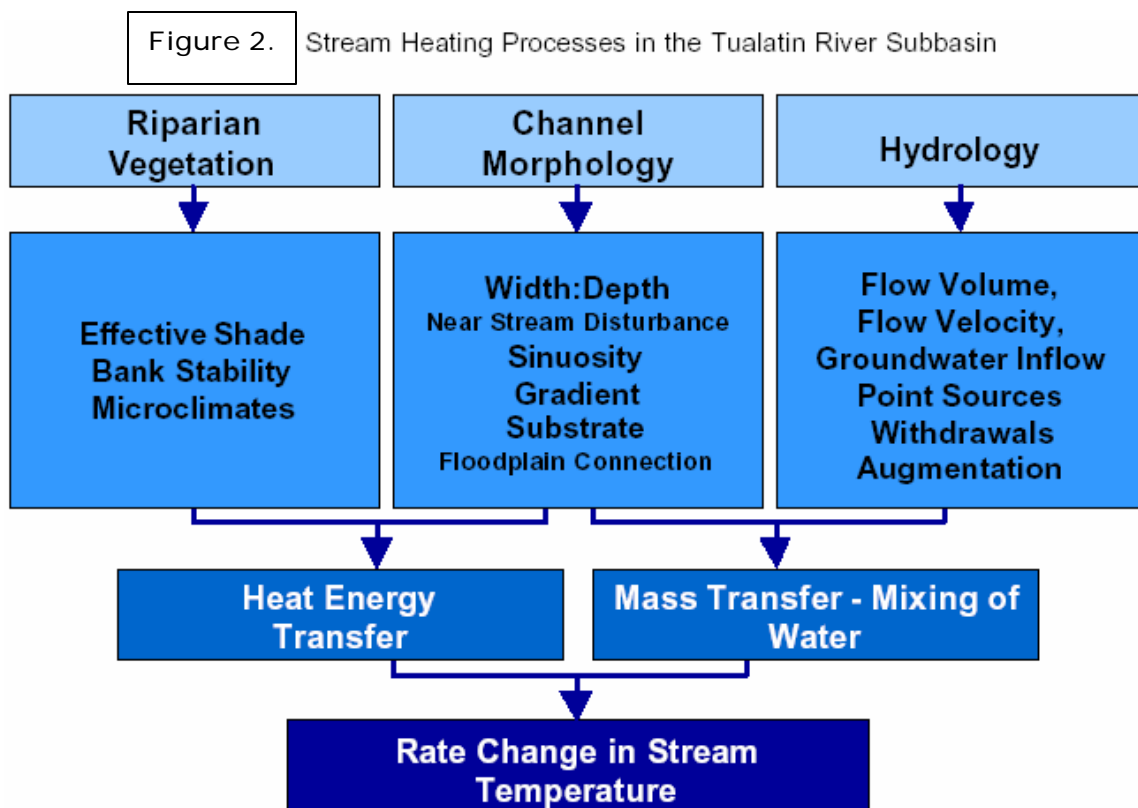 Figure 2. Stream Heating Processes in the Tualatin River Subbasin
Riparian
Vegetation
Channel
Morphology
Hydrology
Effective Shade
Bank Stability
Microclimates
Width:Depth
Near Stream Disturbance
Sinuosity
Gradient
Substrate
Floodplain Connection
Flow Volume,
Flow Velocity,
Groundwater Inflow
Point Sources
Withdrawals
Augmentation
Heat Energy
Transfer
Mass Transfer - Mixing of
Water
Rate Change in Stream
Temperature